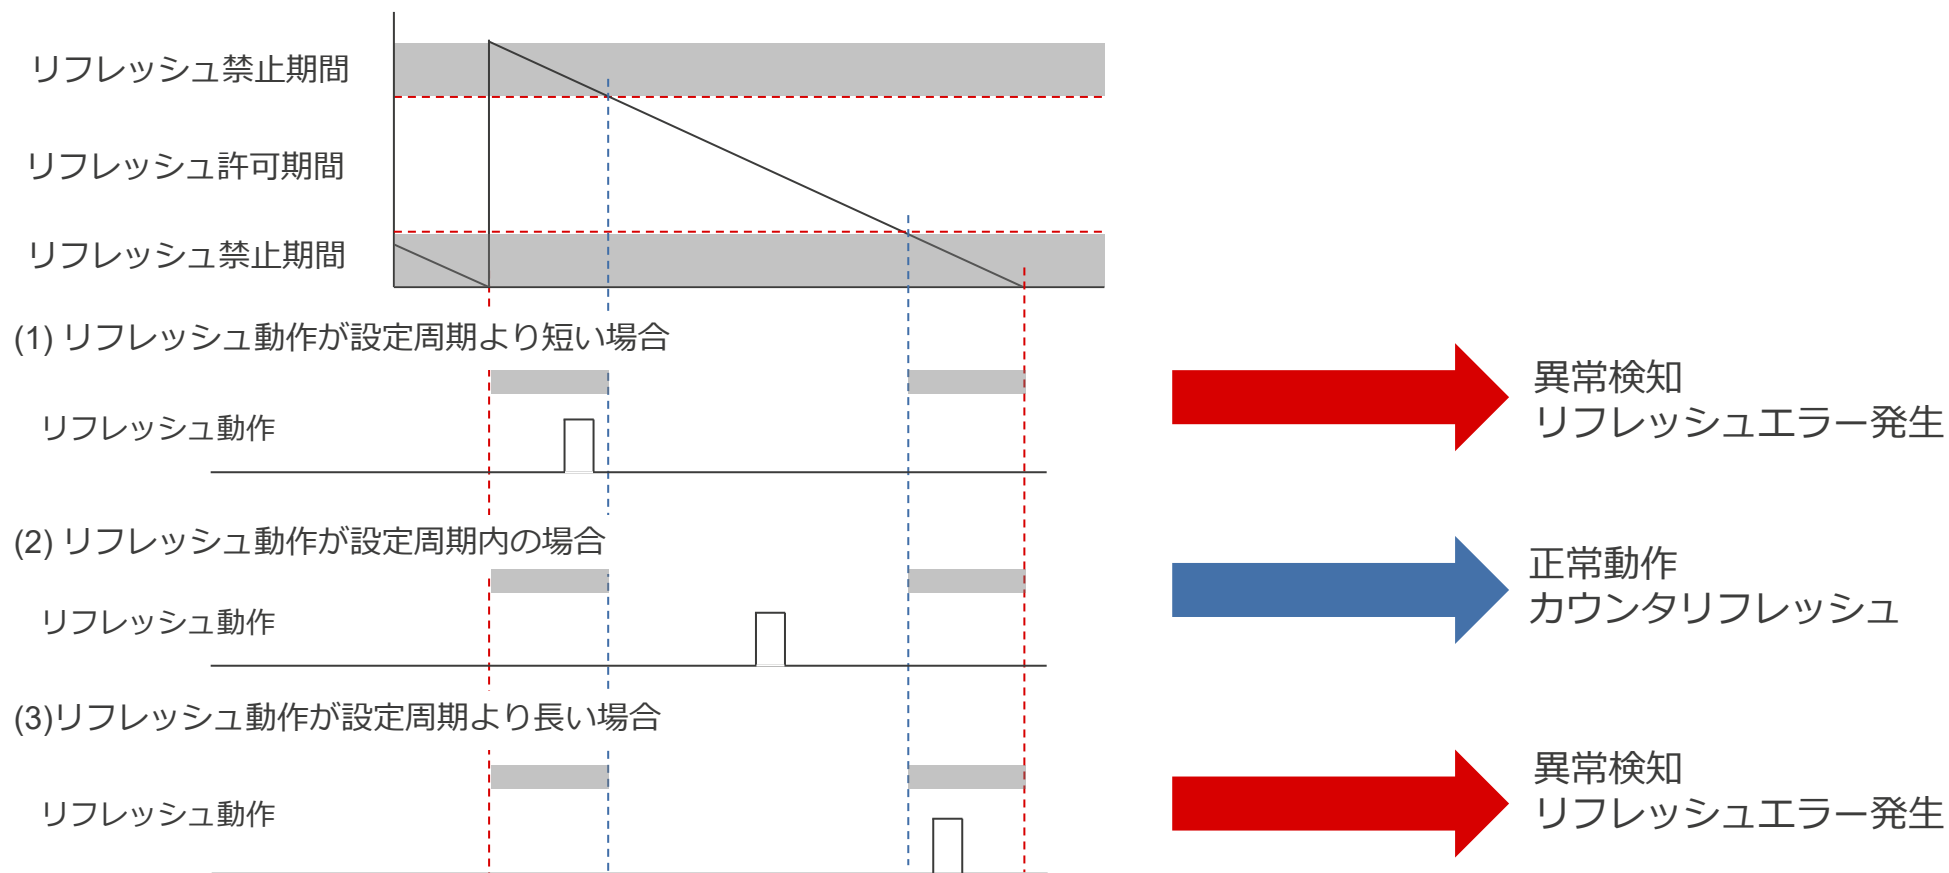 リフレッシュ禁止期間
リフレッシュ許可期間
リフレッシュ禁止期間
(1) リフレッシュ動作が設定周期より短い場合
リフレッシュ動作
異常検知
リフレッシュエラー発生
(2) リフレッシュ動作が設定周期内の場合
リフレッシュ動作
正常動作
カウンタリフレッシュ
(3)リフレッシュ動作が設定周期より長い場合
リフレッシュ動作
異常検知
リフレッシュエラー発生